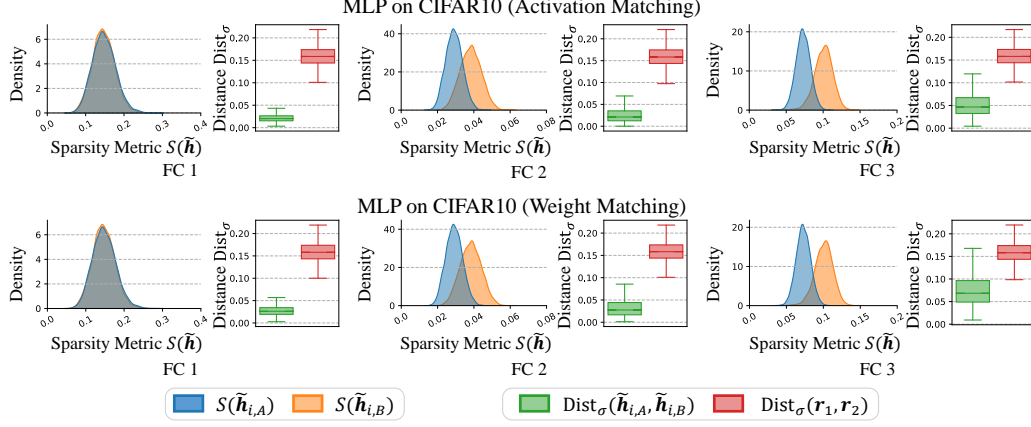 MLP on CIFAR10 (Activation Matching)
Density
6
4
2
0
0.0
0.1
0.2
0.3
0.4
Sparsity Metric S(h̃)
FC 1
Distance Dist_σ
0.20
0.15
0.10
0.05
0.00
Density
40
20
0
0.0
0.02
0.04
0.06
0.08
Sparsity Metric S(h̃)
FC 2
Distance Dist_σ
0.20
0.15
0.10
0.05
0.00
Density
20
10
0
0.0
0.05
0.1
0.15
0.2
Sparsity Metric S(h̃)
FC 3
Distance Dist_σ
0.20
0.15
0.10
0.05
0.00
MLP on CIFAR10 (Weight Matching)
Density
6
4
2
0
0.0
0.1
0.2
0.3
0.4
Sparsity Metric S(h̃)
FC 1
Distance Dist_σ
0.20
0.15
0.10
0.05
0.00
Density
40
20
0
0.0
0.02
0.04
0.06
0.08
Sparsity Metric S(h̃)
FC 2
Distance Dist_σ
0.20
0.15
0.10
0.05
0.00
Density
20
10
0
0.0
0.05
0.1
0.15
0.2
Sparsity Metric S(h̃)
FC 3
Distance Dist_σ
0.20
0.15
0.10
0.05
0.00
S(h̃_{i,A}) S(h̃_{i,B}) Dist_σ(h̃_{i,A}, h̃_{i,B}) Dist_σ(r_1, r_2)